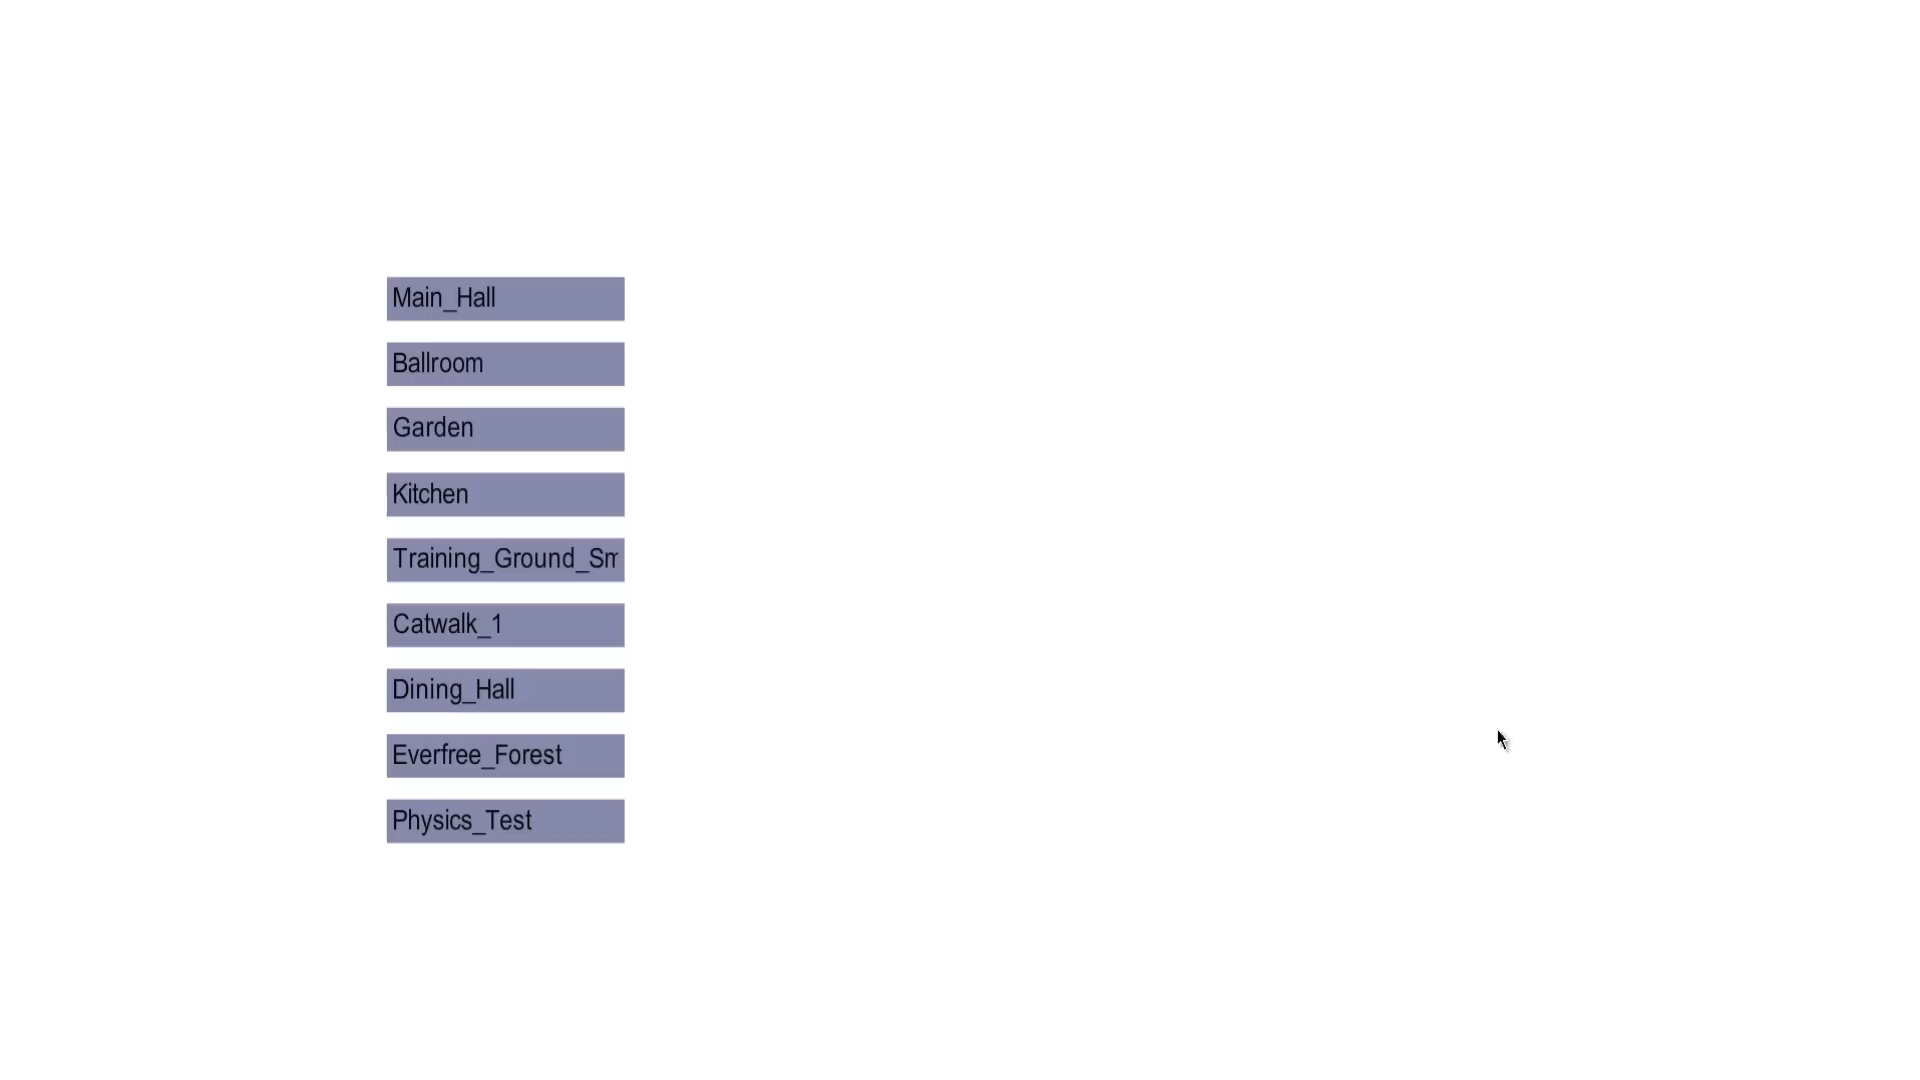 Main_Hall
Ballroom
Garden
Kitchen
Training_Ground_Sm
Catwalk_1
Dining_Hall
Everfree_Forest
Physics_Test